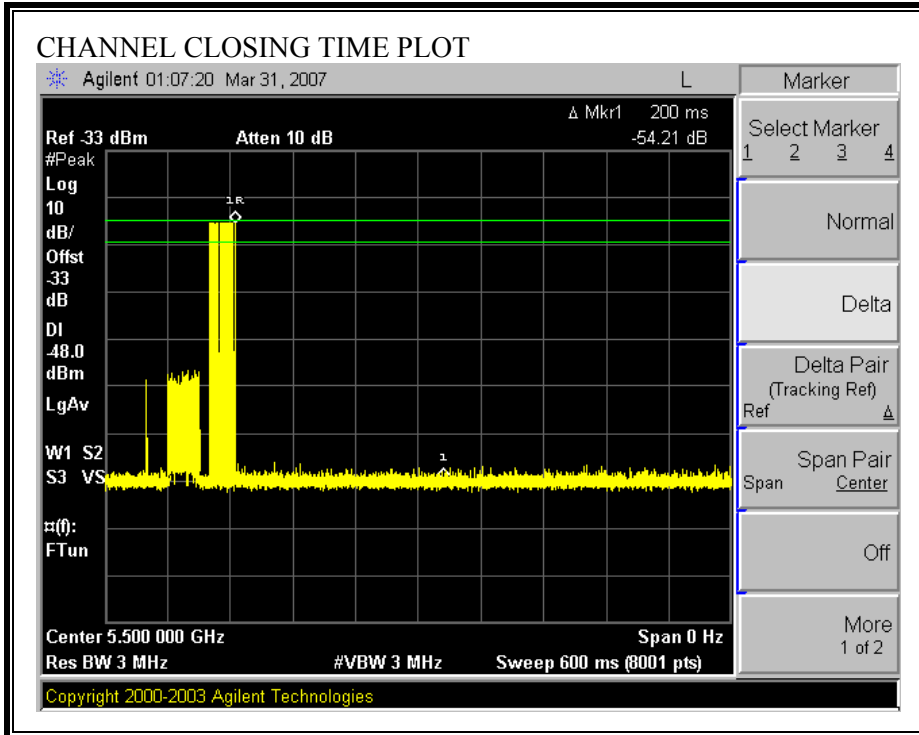 CHANNEL CLOSING TIME PLOT
Agilent 01:07:20 Mar 31, 2007 L
Δ Mkr1 200 ms
Ref -33 dBm Atten 10 dB -54.21 dB
#Peak
Log
10
dB/
Offst
-33
dB
DI
-48.0
dBm
LgAv
W1 S2
S3 VS
¤(f):
FTun
1R
1
Center 5.500 000 GHz Span 0 Hz
Res BW 3 MHz #VBW 3 MHz Sweep 600 ms (8001 pts)
Copyright 2000-2003 Agilent Technologies
Marker
Select Marker
1 2 3 4
Normal
Delta
Delta Pair
(Tracking Ref)
Ref Δ
Span Pair
Span Center
Off
More
1 of 2